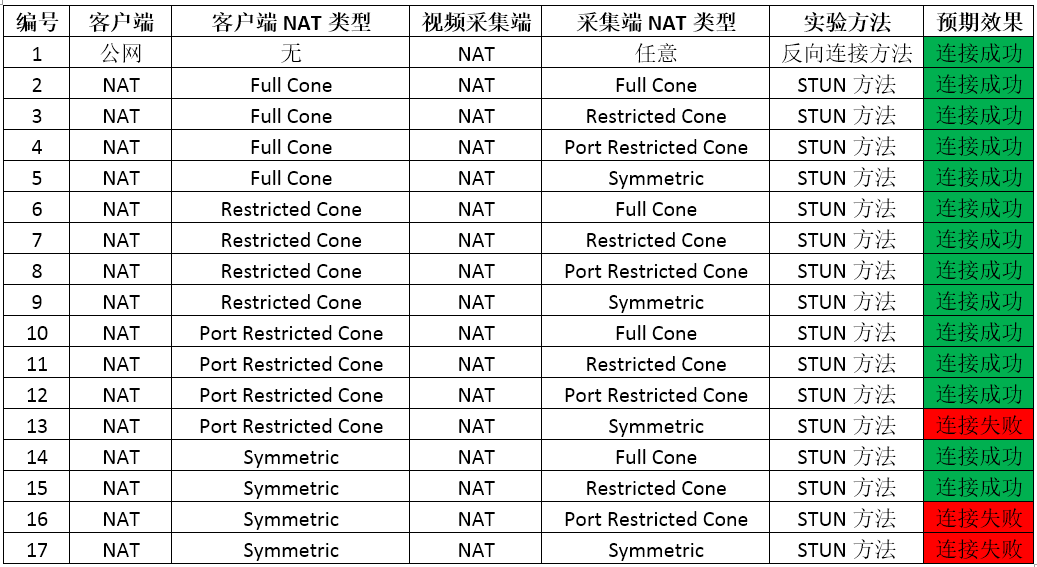 编号 客户端 客户端 NAT 类型 视频采集端 采集端 NAT 类型 实验方法 预期效果
1 公网 无 NAT 任意 反向连接方法 连接成功
2 NAT Full Cone NAT Full Cone STUN 方法 连接成功
3 NAT Full Cone NAT Restricted Cone STUN 方法 连接成功
4 NAT Full Cone NAT Port Restricted Cone STUN 方法 连接成功
5 NAT Full Cone NAT Symmetric STUN 方法 连接成功
6 NAT Restricted Cone NAT Full Cone STUN 方法 连接成功
7 NAT Restricted Cone NAT Restricted Cone STUN 方法 连接成功
8 NAT Restricted Cone NAT Port Restricted Cone STUN 方法 连接成功
9 NAT Restricted Cone NAT Symmetric STUN 方法 连接成功
10 NAT Port Restricted Cone NAT Full Cone STUN 方法 连接成功
11 NAT Port Restricted Cone NAT Restricted Cone STUN 方法 连接成功
12 NAT Port Restricted Cone NAT Port Restricted Cone STUN 方法 连接成功
13 NAT Port Restricted Cone NAT Symmetric STUN 方法 连接失败
14 NAT Symmetric NAT Full Cone STUN 方法 连接成功
15 NAT Symmetric NAT Restricted Cone STUN 方法 连接成功
16 NAT Symmetric NAT Port Restricted Cone STUN 方法 连接失败
17 NAT Symmetric NAT Symmetric STUN 方法 连接失败